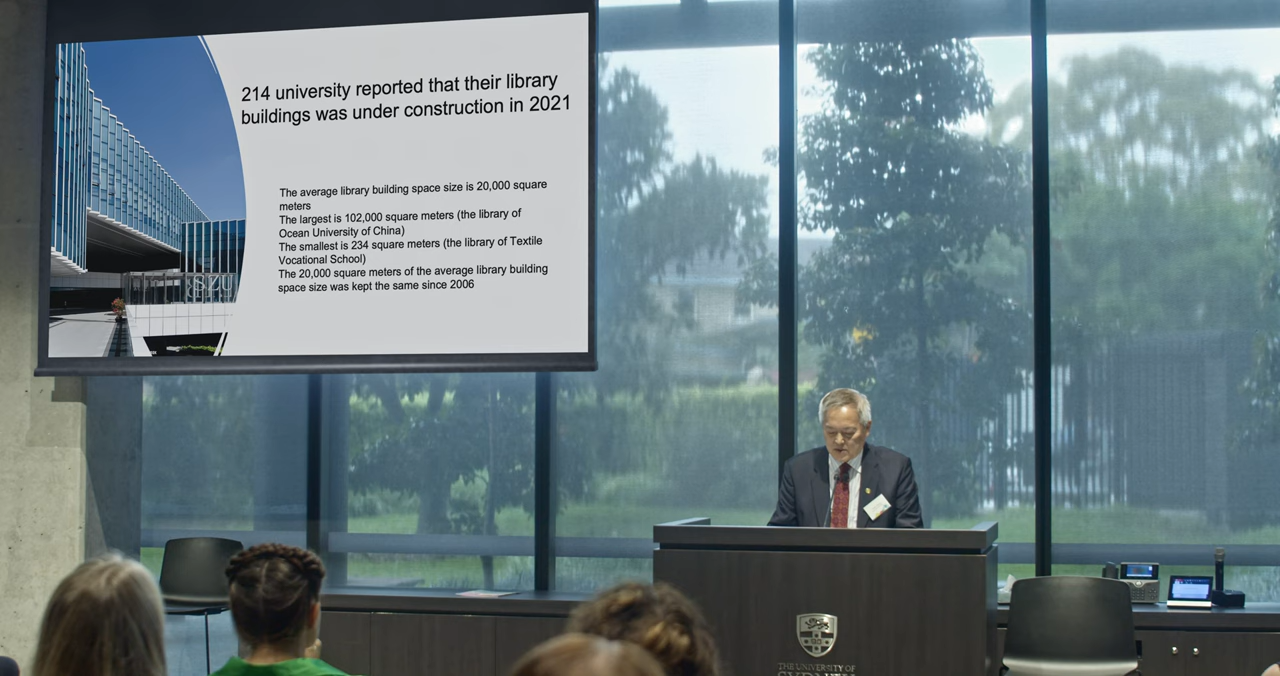 214 university reported that their library
buildings was under construction in 2021
The average library building space size is 20,000 square
meters
The largest is 102,000 square meters (the library of
Ocean University of China)
The smallest is 234 square meters (the library of Textile
Vocational School)
The 20,000 square meters of the average library building
space size was kept the same since 2006
SZU
THE UNIVERSITY OF
SYDNEY